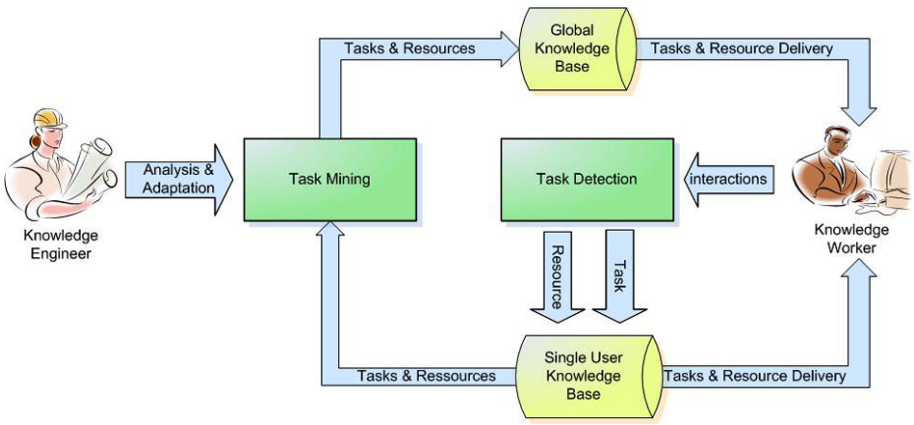 Global
Knowledge
Base
Tasks & Resources
Tasks & Resource Delivery
Analysis &
Adaptation
Task Mining
Task Detection
interactions
Knowledge
Engineer
Knowledge
Worker
Resource
Task
Single User
Knowledge
Base
Tasks & Ressources
Tasks & Resource Delivery